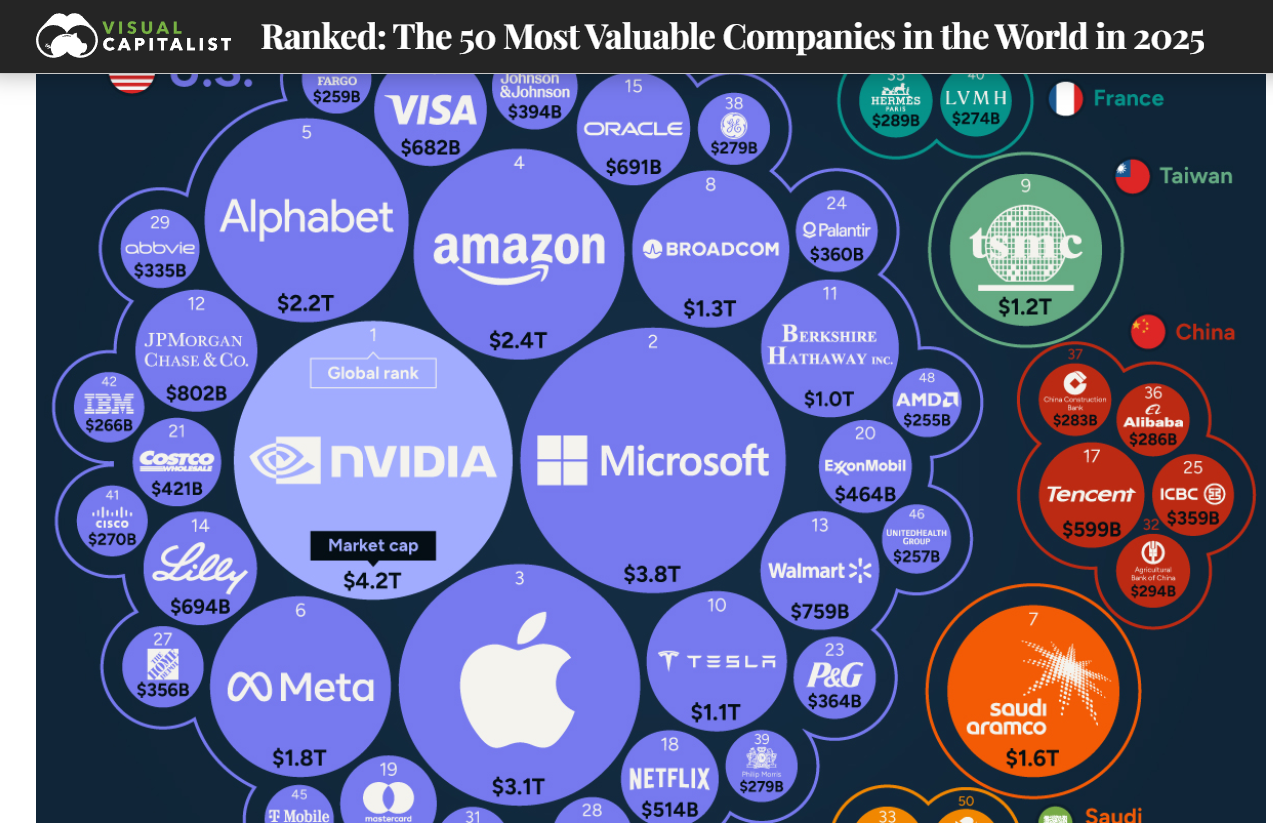 VISUAL
CAPITALIST
Ranked: The 50 Most Valuable Companies in the World in 2025
U.S.
FARGO
$259B
VISA
$682B
Johnson
&Johnson
$394B
15
ORACLE
$691B
38
GE
$279B
35
HERMÈS
PARIS
$289B
40
LVMH
$274B
France
5
Alphabet
$2.2T
4
amazon
$2.4T
8
BROADCOM
$1.3T
24
Palantir
$360B
9
tsmc
$1.2T
Taiwan
29
abbvie
$335B
12
JPMORGAN
CHASE & CO.
$802B
1
Global rank
NVIDIA
Market cap
$4.2T
2
Microsoft
$3.8T
11
BERKSHIRE
HATHAWAY INC.
$1.0T
48
AMD
$255B
China
37
China Construction
Bank
$283B
36
Alibaba
$286B
42
IBM
$266B
21
COSTCO
WHOLESALE
$421B
20
ExxonMobil
$464B
17
Tencent
$599B
25
ICBC
$359B
41
CISCO
$270B
14
Lilly
$694B
13
Walmart
$759B
46
UNITEDHEALTH
GROUP
$257B
32
Agricultural
Bank of China
$294B
27
THE HOME DEPOT
$356B
6
Meta
$1.8T
3
$3.1T
10
TESLA
$1.1T
23
P&G
$364B
7
saudi
aramco
$1.6T
45
T Mobile
19
mastercard
31
28
18
NETFLIX
$514B
39
Philip Morris
$279B
33
50
Saudi